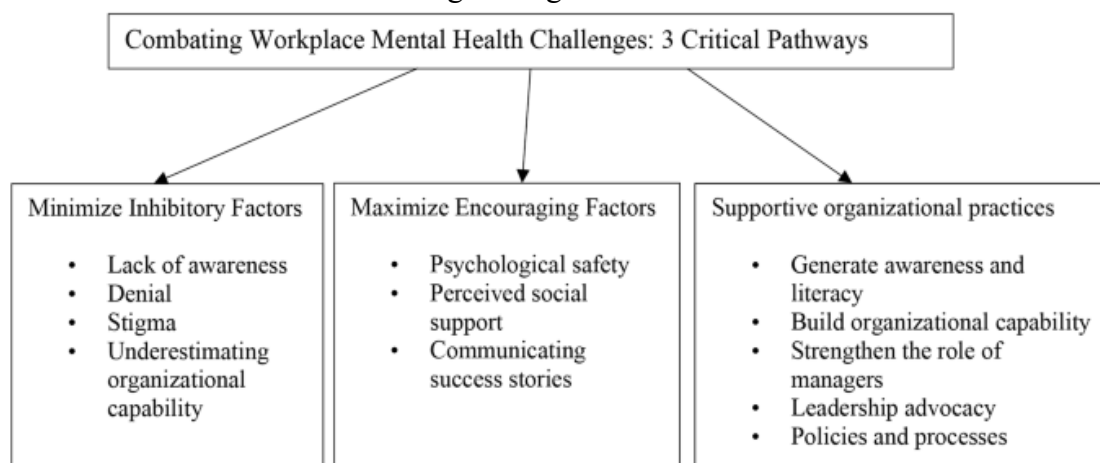 Combating Workplace Mental Health Challenges: 3 Critical Pathways
Minimize Inhibitory Factors
• Lack of awareness
• Denial
• Stigma
• Underestimating
organizational
capability
Maximize Encouraging Factors
• Psychological safety
• Perceived social
support
• Communicating
success stories
Supportive organizational practices
• Generate awareness and
literacy
• Build organizational capability
• Strengthen the role of
managers
• Leadership advocacy
• Policies and processes